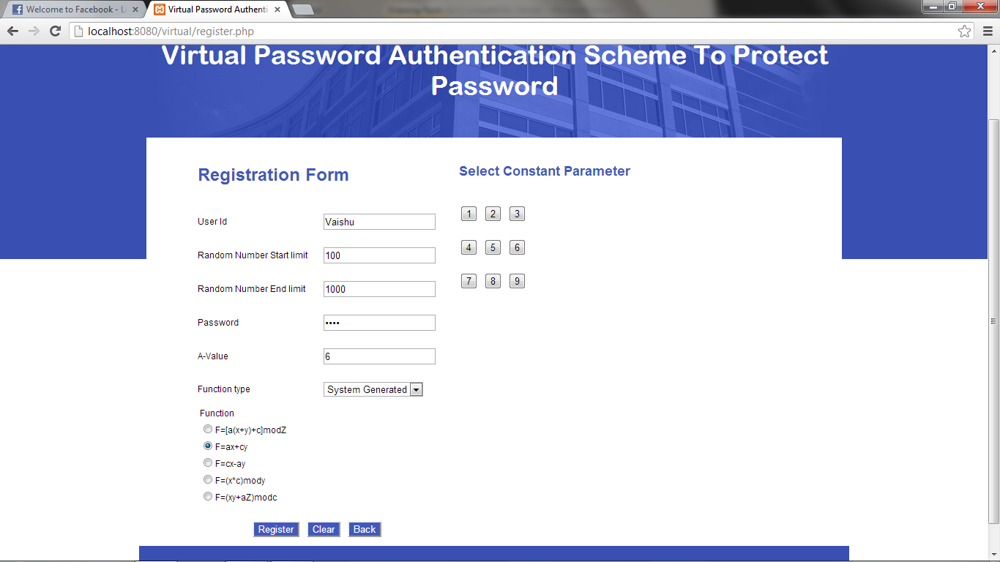 Welcome to Facebook - L
Virtual Password Authenti
localhost:8080/virtual/register.php
Virtual Password Authentication Scheme To Protect
Password
Registration Form
Select Constant Parameter
User Id
Vaishu
1 2 3
Random Number Start limit
100
4 5 6
Random Number End limit
1000
7 8 9
Password
••••
A-Value
6
Function type
System Generated
Function
F=[a(x+y)+c]modZ
F=ax+cy
F=cx-ay
F=(x*c)mody
F=(xy+aZ)modc
Register Clear Back